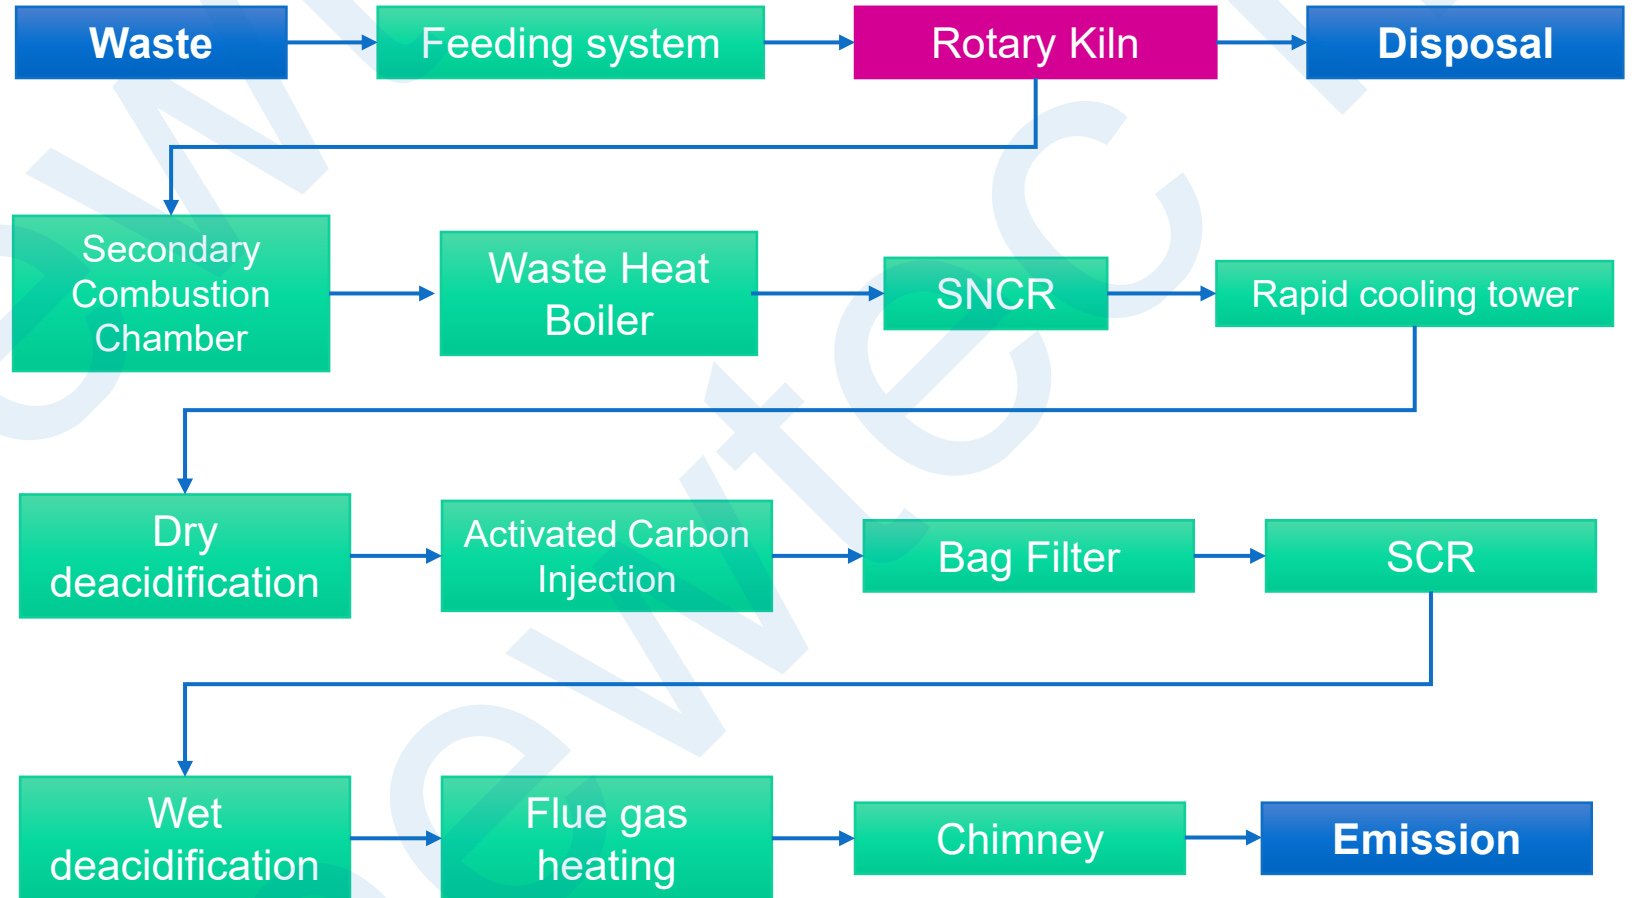 Waste
Feeding system
Rotary Kiln
Disposal
Secondary
Combustion
Chamber
Waste Heat
Boiler
SNCR
Rapid cooling tower
Dry
deacidification
Activated Carbon
Injection
Bag Filter
SCR
Wet
deacidification
Flue gas
heating
Chimney
Emission